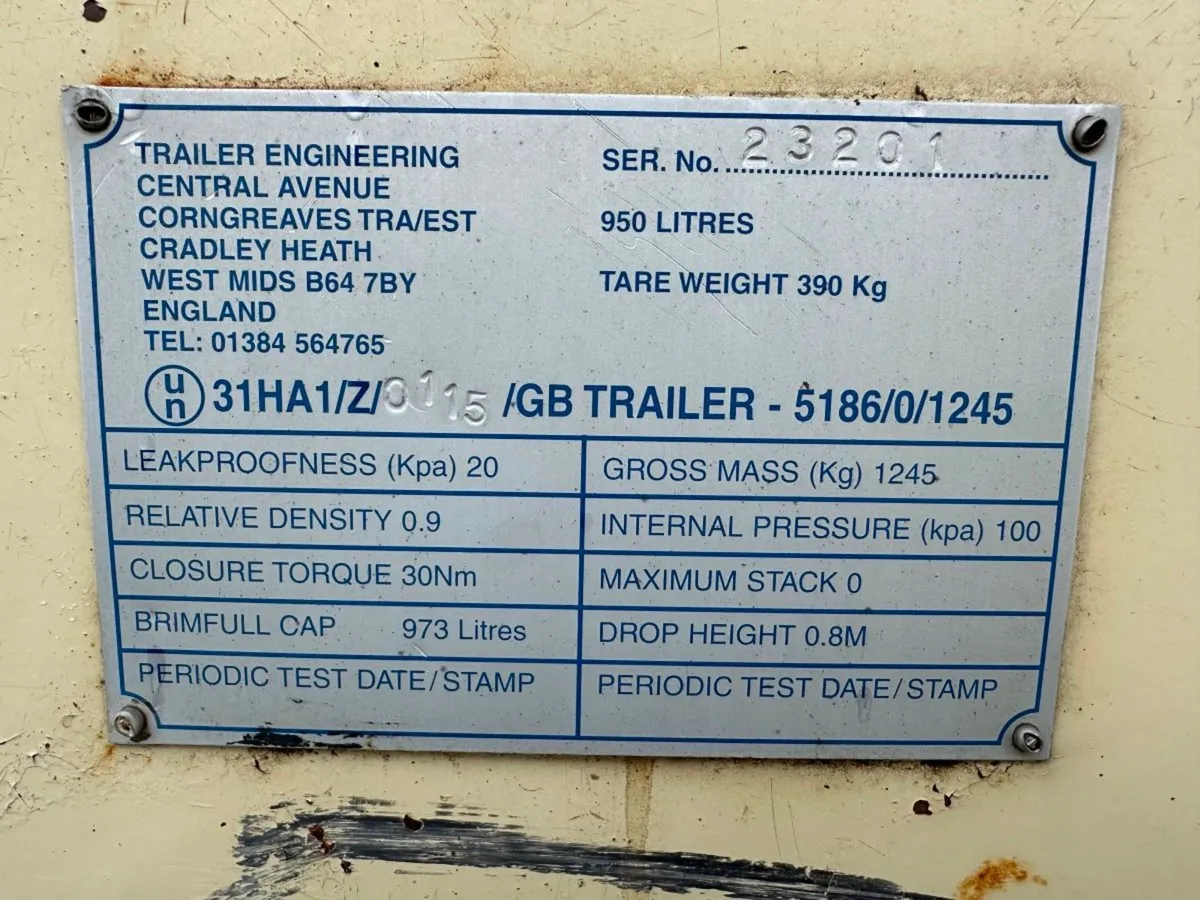 TRAILER ENGINEERING
CENTRAL AVENUE
CORNGREAVES TRA/EST
CRADLEY HEATH
WEST MIDS B64 7BY
ENGLAND
TEL: 01384 564765
SER. No. 23201
950 LITRES
TARE WEIGHT 390 Kg
un 31HA1/Z/0115/GB TRAILER - 5186/0/1245
LEAKPROOFNESS (Kpa) 20
GROSS MASS (Kg) 1245
RELATIVE DENSITY 0.9
INTERNAL PRESSURE (kpa) 100
CLOSURE TORQUE 30Nm
MAXIMUM STACK 0
BRIMFULL CAP 973 Litres
DROP HEIGHT 0.8M
PERIODIC TEST DATE/STAMP
PERIODIC TEST DATE/STAMP